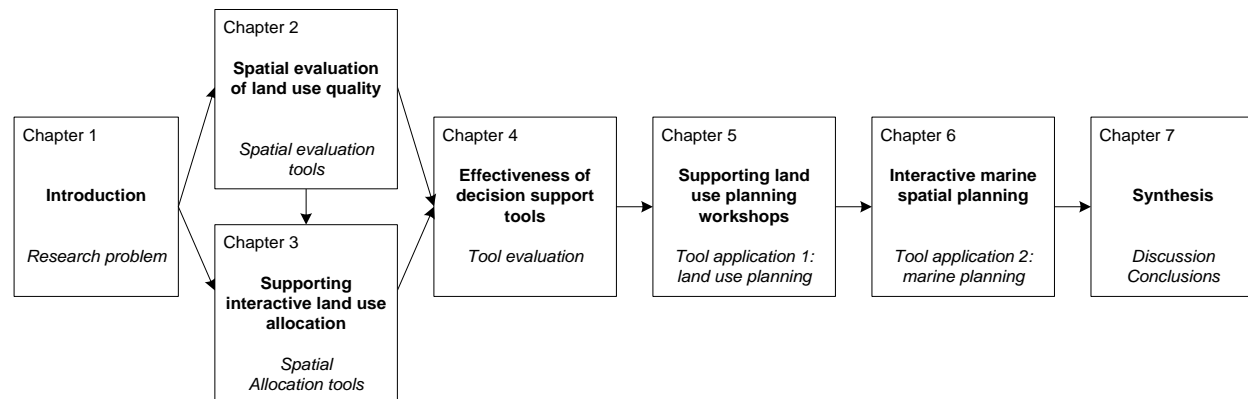 Chapter 1
Introduction
Research problem
Chapter 2
Spatial evaluation
of land use quality
Spatial evaluation
tools
Chapter 3
Supporting
interactive land use
allocation
Spatial
Allocation tools
Chapter 4
Effectiveness of
decision support
tools
Tool evaluation
Chapter 5
Supporting land
use planning
workshops
Tool application 1:
land use planning
Chapter 6
Interactive marine
spatial planning
Tool application 2:
marine planning
Chapter 7
Synthesis
Discussion
Conclusions